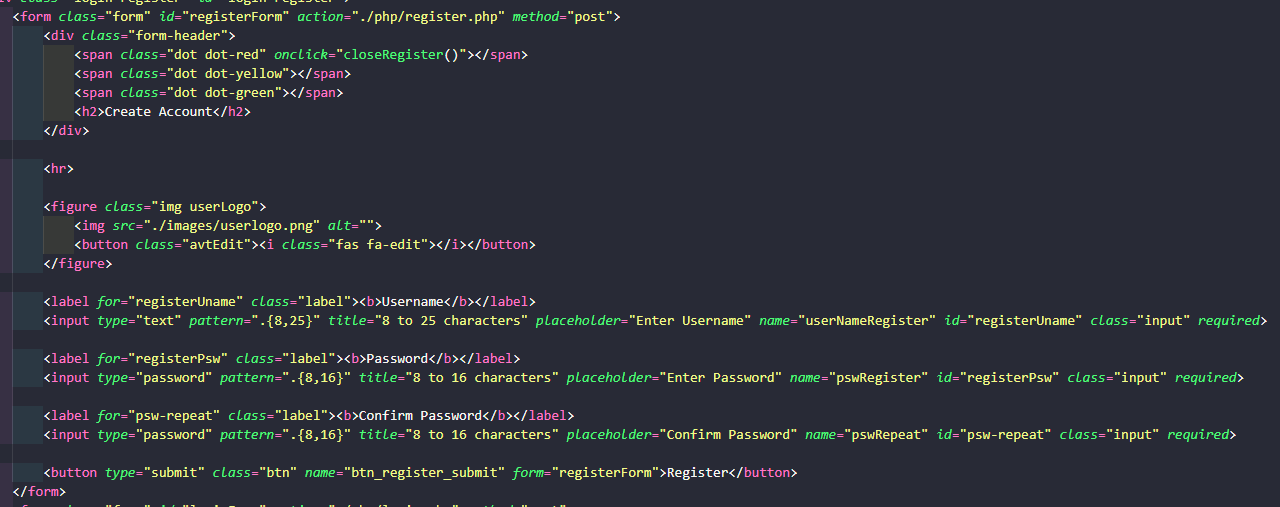 <form class="form" id="registerForm" action="./php/register.php" method="post">
<div class="form-header">
<span class="dot dot-red" onclick="closeRegister()"></span>
<span class="dot dot-yellow"></span>
<span class="dot dot-green"></span>
<h2>Create Account</h2>
</div>
<hr>
<figure class="img userLogo">
<img src="./images/userlogo.png" alt="">
<button class="avtEdit"><i class="fas fa-edit"></i></button>
</figure>
<label for="registerUname" class="label"><b>Username</b></label>
<input type="text" pattern=".{8,25}" title="8 to 25 characters" placeholder="Enter Username" name="userNameRegister" id="registerUname" class="input" required>
<label for="registerPsw" class="label"><b>Password</b></label>
<input type="password" pattern=".{8,16}" title="8 to 16 characters" placeholder="Enter Password" name="pswRegister" id="registerPsw" class="input" required>
<label for="psw-repeat" class="label"><b>Confirm Password</b></label>
<input type="password" pattern=".{8,16}" title="8 to 16 characters" placeholder="Confirm Password" name="pswRepeat" id="psw-repeat" class="input" required>
<button type="submit" class="btn" name="btn_register_submit" form="registerForm">Register</button>
</form>